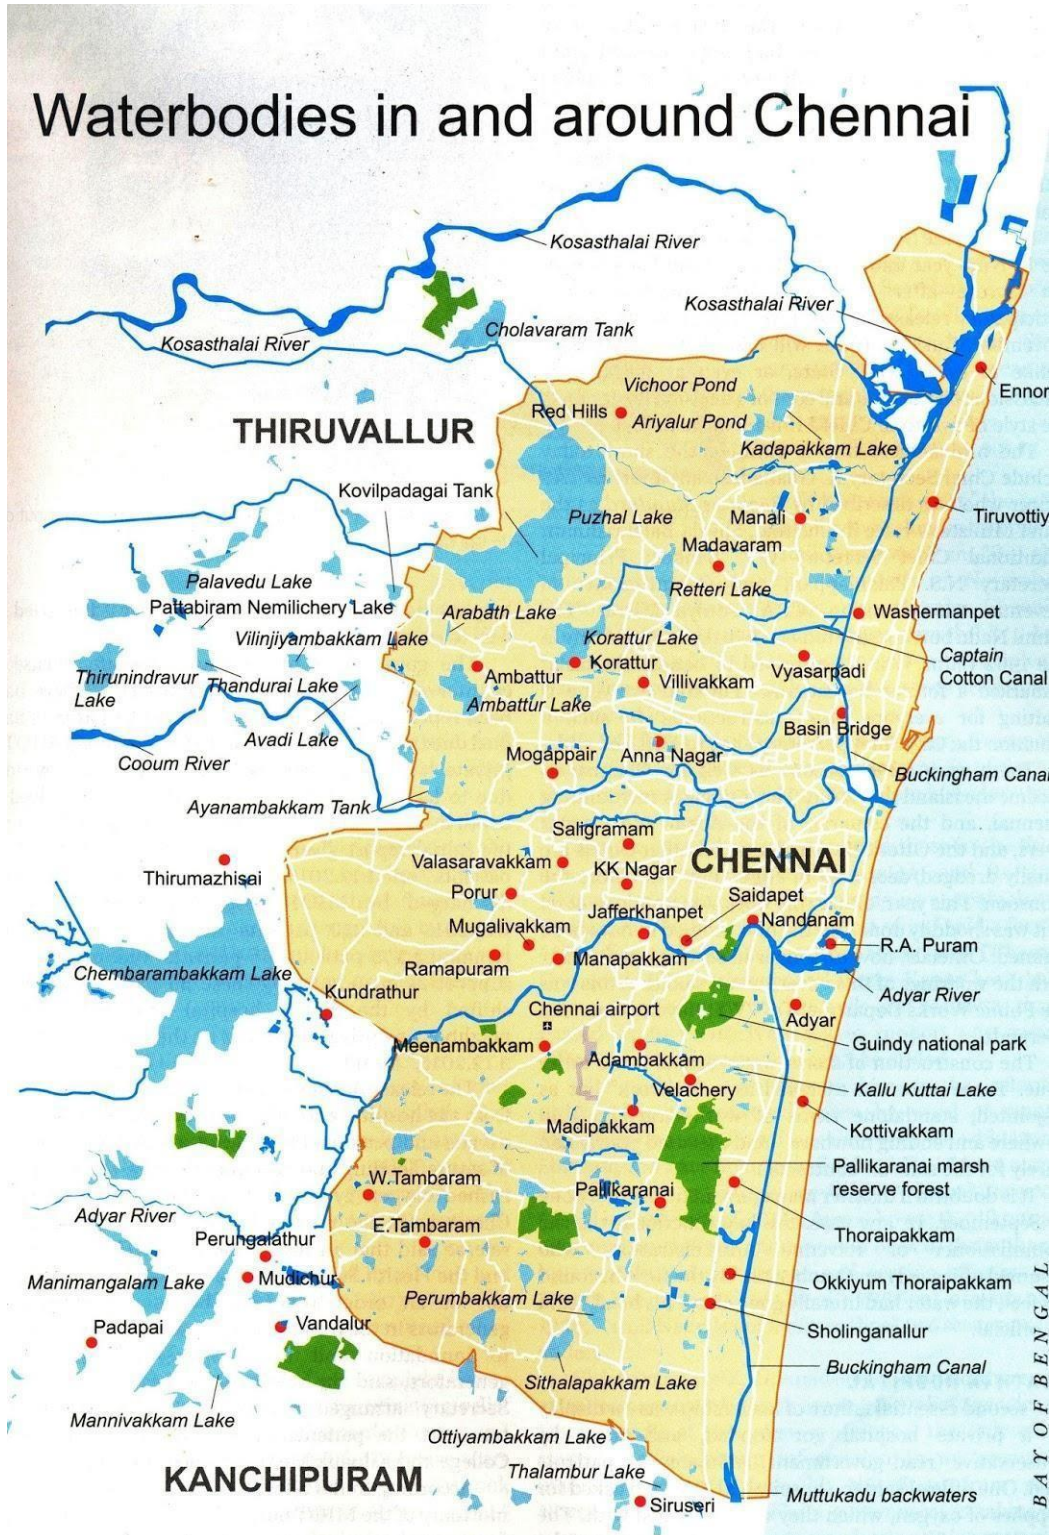 Waterbodies in and around Chennai
Kosasthalai River
Kosasthalai River
Kosasthalai River
Cholavaram Tank
Ennor
Vichoor Pond
Red Hills
Ariyalur Pond
THIRUVALLUR
Kadapakkam Lake
Kovilpadagai Tank
Puzhal Lake
Manali
Tiruvottiy
Madavaram
Palavedu Lake
Retteri Lake
Pattabiram Nemilichery Lake
Arabath Lake
Washermanpet
Vilinjiyambakkam Lake
Korattur Lake
Captain
Cotton Canal
Korattur
Thirunindravur
Lake
Thandurai Lake
Ambattur
Villivakkam
Vyasarpadi
Ambattur Lake
Avadi Lake
Basin Bridge
Cooum River
Mogappair
Anna Nagar
Buckingham Canal
Ayanambakkam Tank
Saligramam
Valasaravakkam
CHENNAI
Thirumazhisai
KK Nagar
Porur
Saidapet
Jafferkhanpet
Nandanam
Mugalivakkam
R.A. Puram
Ramapuram
Manapakkam
Chembarambakkam Lake
Kundrathur
Adyar River
Chennai airport
Adyar
Meenambakkam
Guindy national park
Adambakkam
Velachery
Kallu Kuttai Lake
Madipakkam
Kottivakkam
Pallikaranai marsh
reserve forest
W.Tambaram
Pallikaranai
Adyar River
E.Tambaram
Thoraipakkam
Perungalathur
Mudichur
Manimangalam Lake
Okkiyum Thoraipakkam
Perumbakkam Lake
Padapai
Vandalur
Sholinganallur
Buckingham Canal
Sithalapakkam Lake
Mannivakkam Lake
Ottiyambakkam Lake
KANCHIPURAM
Thalambur Lake
Siruseri
Muttukadu backwaters
BAY OF BENGAL